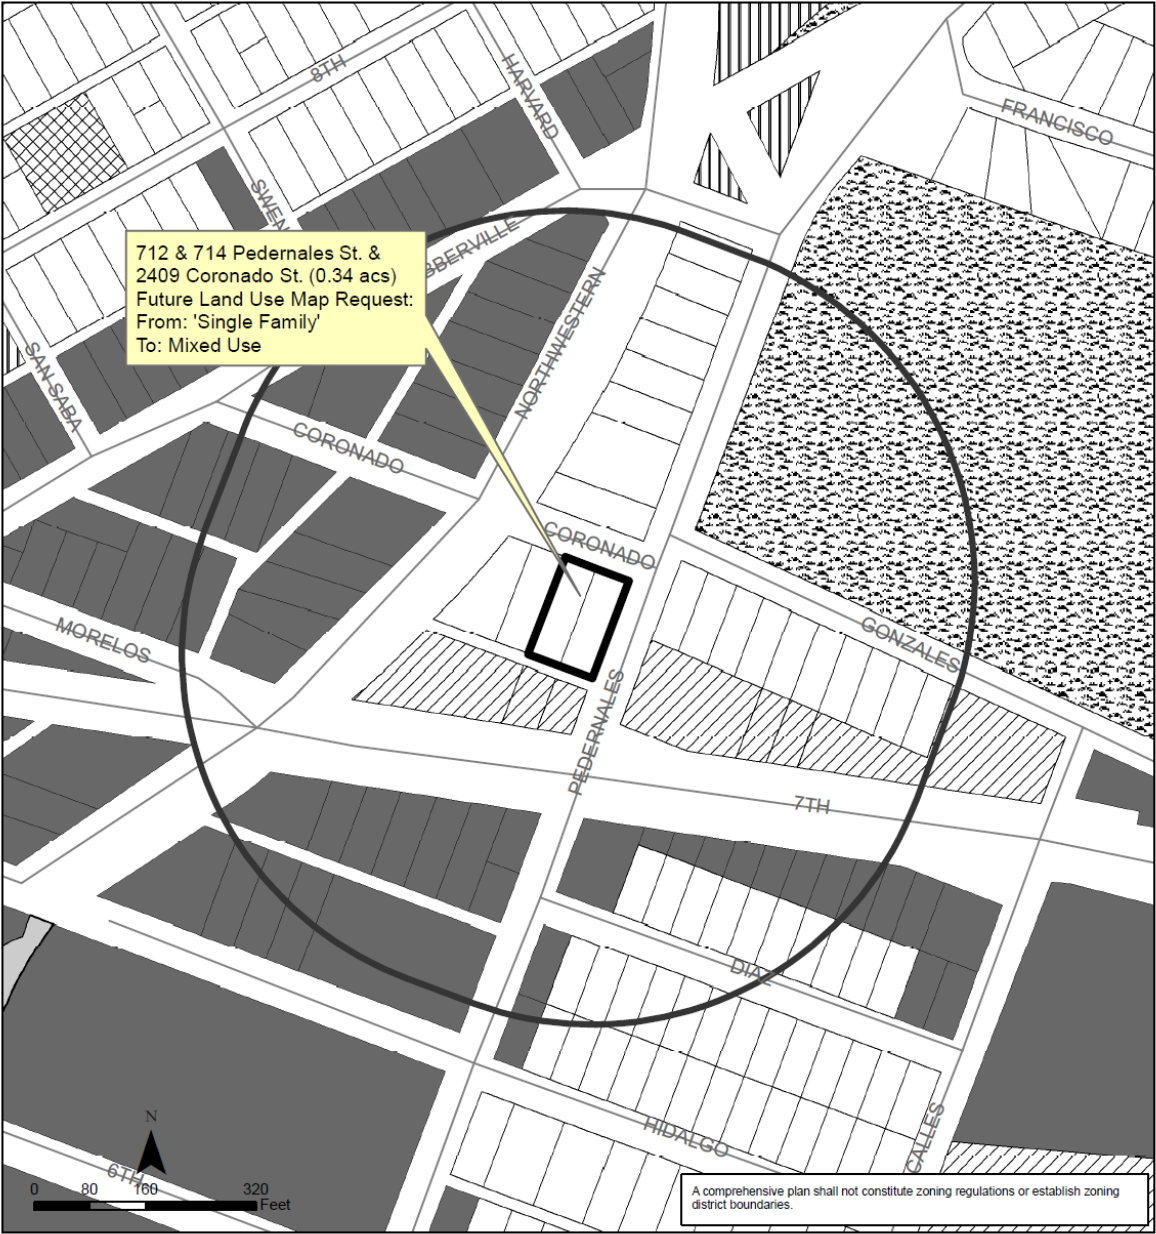 8TH
HARVARD
FRANCISCO
SWEN
BBERVILLE
712 & 714 Pedernales St. &
2409 Coronado St. (0.34 acs)
Future Land Use Map Request:
From: 'Single Family'
To: Mixed Use
NORTHWESTERN
SAN SABA
CORONADO
CORONADO
MORELOS
GONZALES
PEDERNALES
7TH
DIAL
HIDALGO
CALLES
N
6TH
0 80 160 320
Feet
A comprehensive plan shall not constitute zoning regulations or establish zoning
district boundaries.